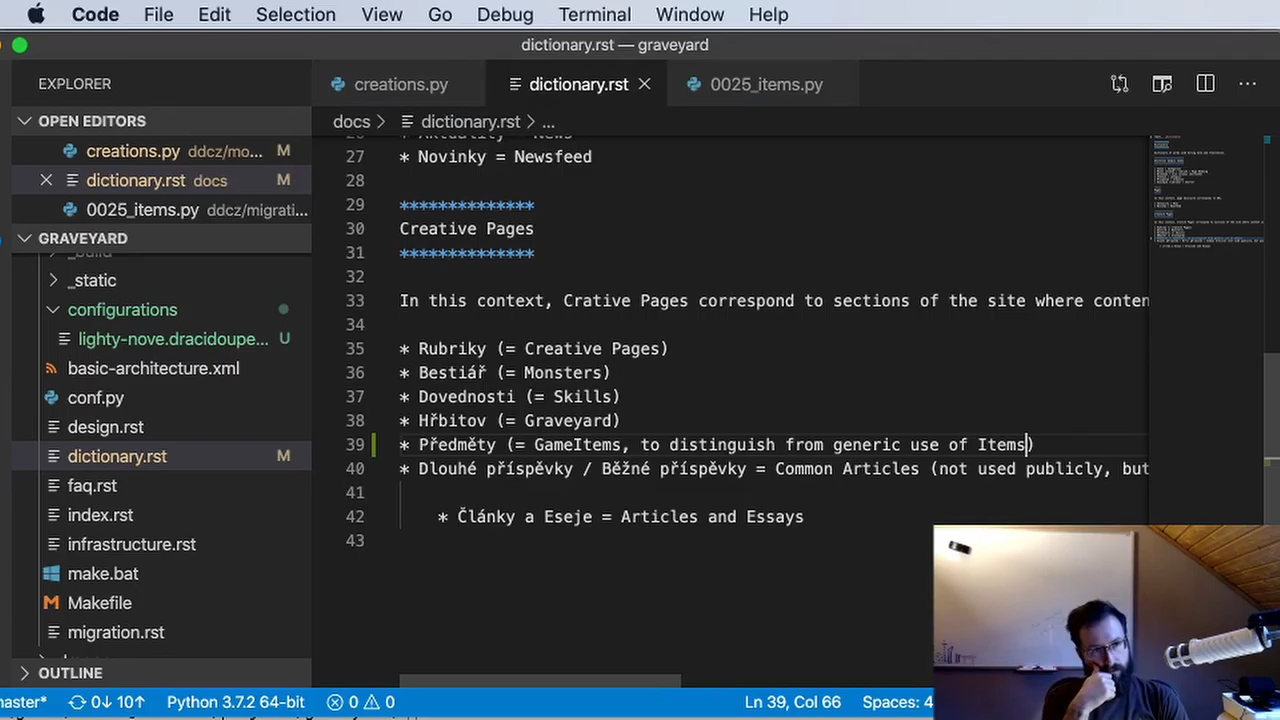 Code File Edit Selection View Go Debug Terminal Window Help
dictionary.rst — graveyard
EXPLORER
creations.py
dictionary.rst
0025_items.py
OPEN EDITORS
docs > dictionary.rst > ...
creations.py ddcz/mo... M
dictionary.rst docs M
0025_items.py ddcz/migrati...
GRAVEYARD
_static
configurations
lighty-nove.dracidoupe... U
basic-architecture.xml
conf.py
design.rst
dictionary.rst M
faq.rst
index.rst
infrastructure.rst
make.bat
Makefile
migration.rst
OUTLINE
27 * Novinky = Newsfeed
28
29 **************
30 Creative Pages
31 **************
32
33 In this context, Crative Pages correspond to sections of the site where conten
34
35 * Rubriky (= Creative Pages)
36 * Bestiář (= Monsters)
37 * Dovednosti (= Skills)
38 * Hřbitov (= Graveyard)
39 * Předměty (= GameItems, to distinguish from generic use of Items)
40 * Dlouhé příspěvky / Běžné příspěvky = Common Articles (not used publicly, but
41
42 * Články a Eseje = Articles and Essays
43
naster* 0↓ 10↑ Python 3.7.2 64-bit 0 0 Ln 39, Col 66 Spaces: 4